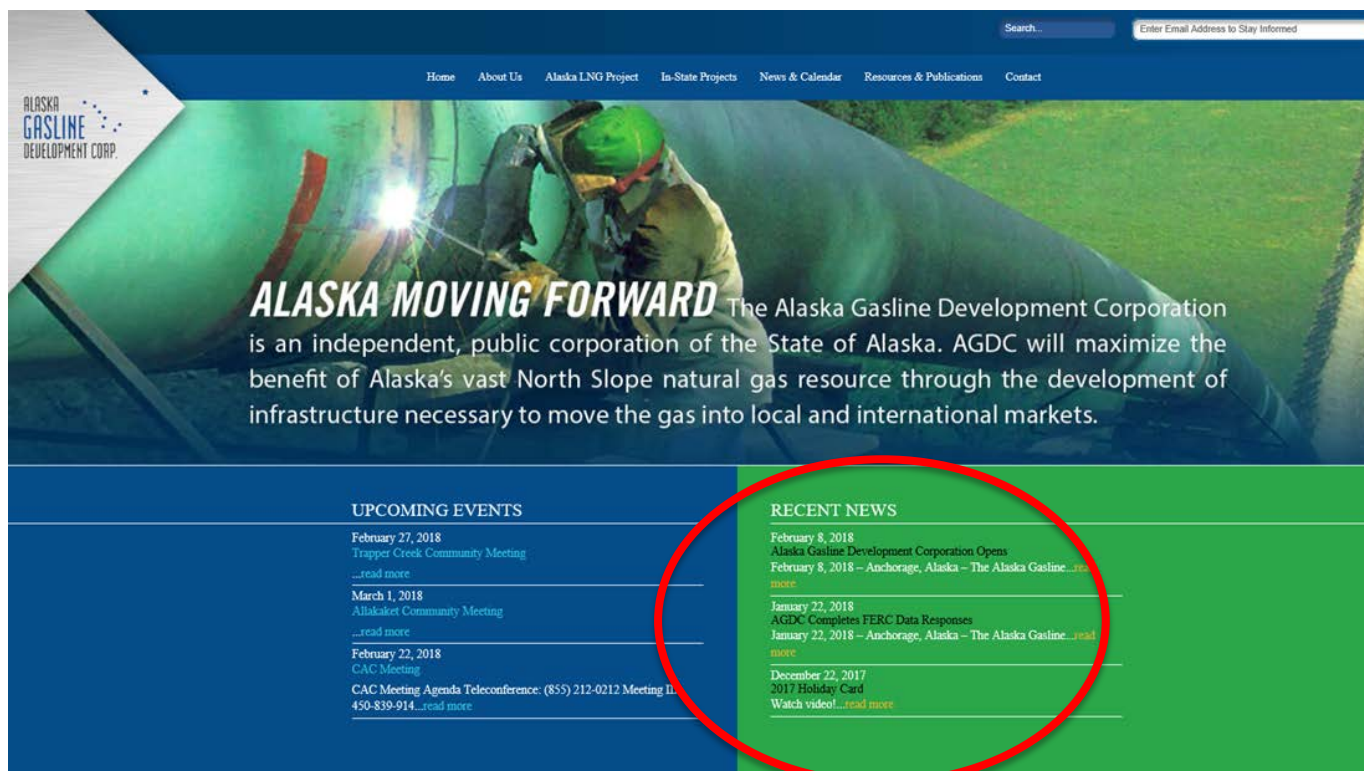 Search...
Enter Email Address to Stay Informed
Home About Us Alaska LNG Project In-State Projects News & Calendar Resources & Publications Contact
ALASKA
GASLINE
DEVELOPMENT CORP.
ALASKA MOVING FORWARD The Alaska Gasline Development Corporation
is an independent, public corporation of the State of Alaska. AGDC will maximize the
benefit of Alaska's vast North Slope natural gas resource through the development of
infrastructure necessary to move the gas into local and international markets.
UPCOMING EVENTS
February 27, 2018
Trapper Creek Community Meeting
...read more
March 1, 2018
Allakaket Community Meeting
...read more
February 22, 2018
CAC Meeting
CAC Meeting Agenda Teleconference: (855) 212-0212 Meeting
450-839-914...read more
RECENT NEWS
February 8, 2018
Alaska Gasline Development Corporation Opens
February 8, 2018 – Anchorage, Alaska – The Alaska Gasline...read
more
January 22, 2018
AGDC Completes FERC Data Responses
January 22, 2018 – Anchorage, Alaska – The Alaska Gasline...read
more
December 22, 2017
2017 Holiday Card
Watch video!...read more